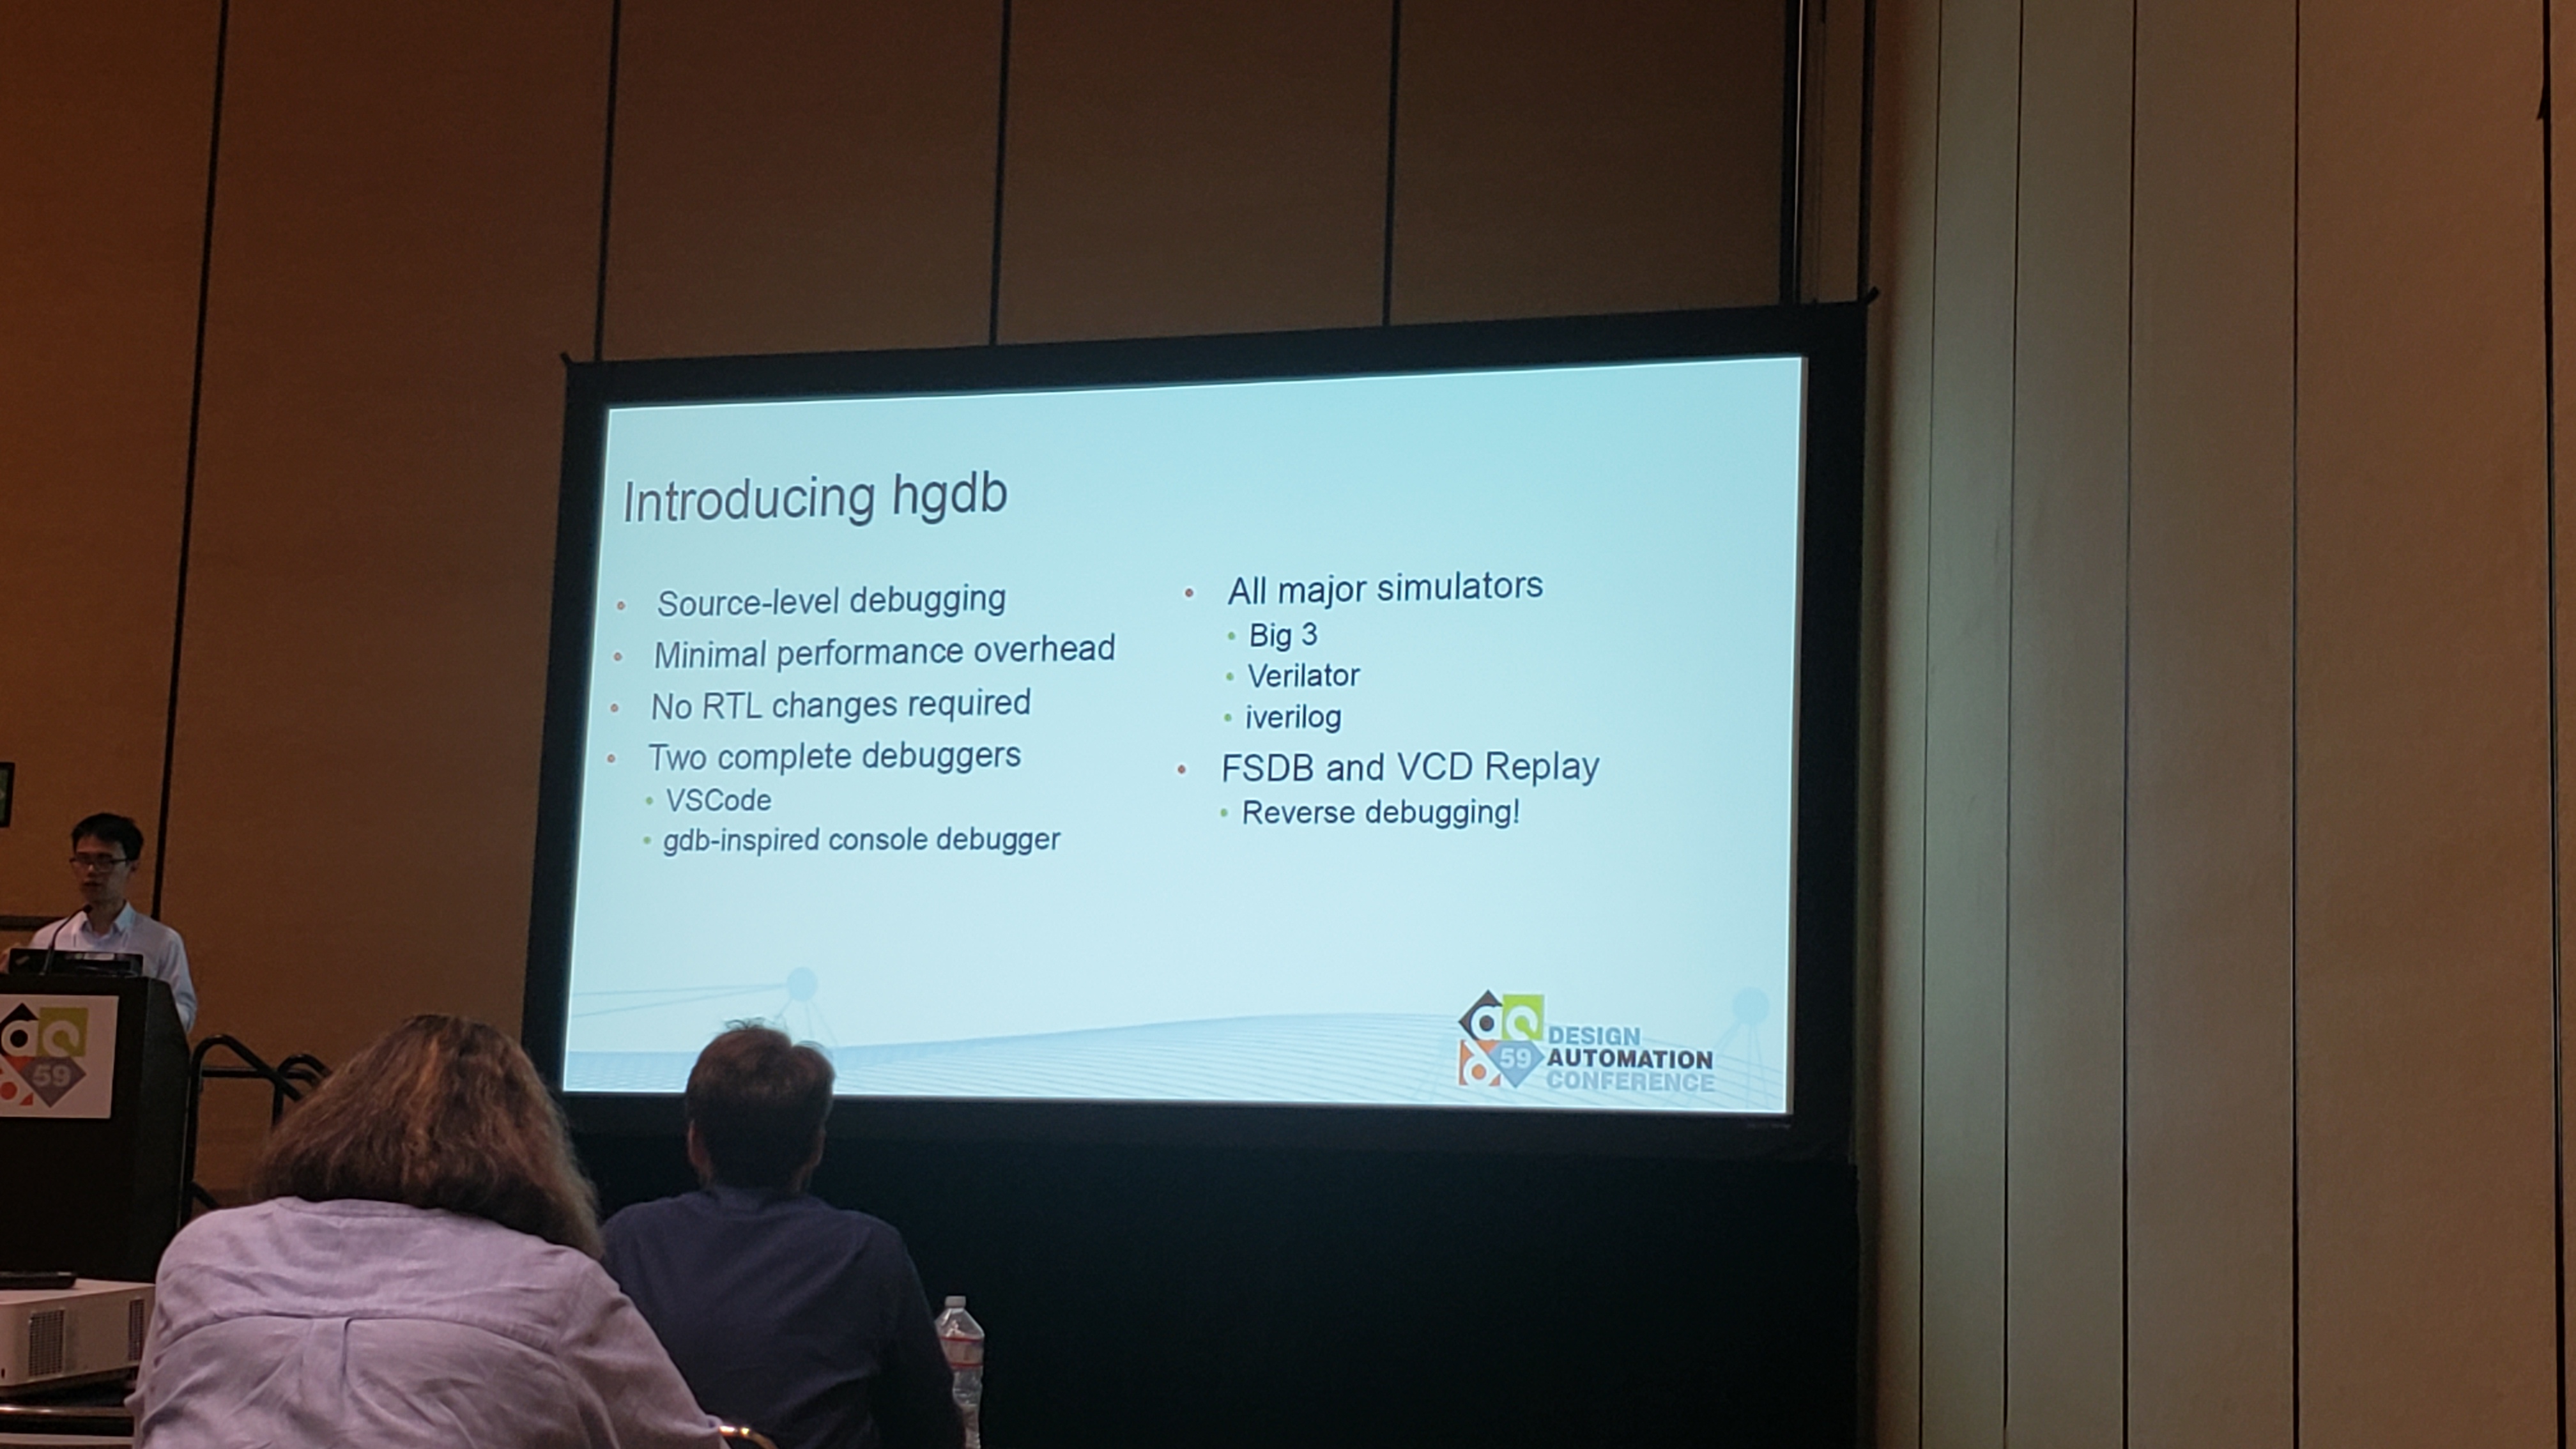 Introducing hgdb
Source-level debugging
Minimal performance overhead
No RTL changes required
Two complete debuggers
VSCode
gdb-inspired console debugger
All major simulators
Big 3
Verilator
iverilog
FSDB and VCD Replay
Reverse debugging!
59
DESIGN
AUTOMATION
CONFERENCE
59